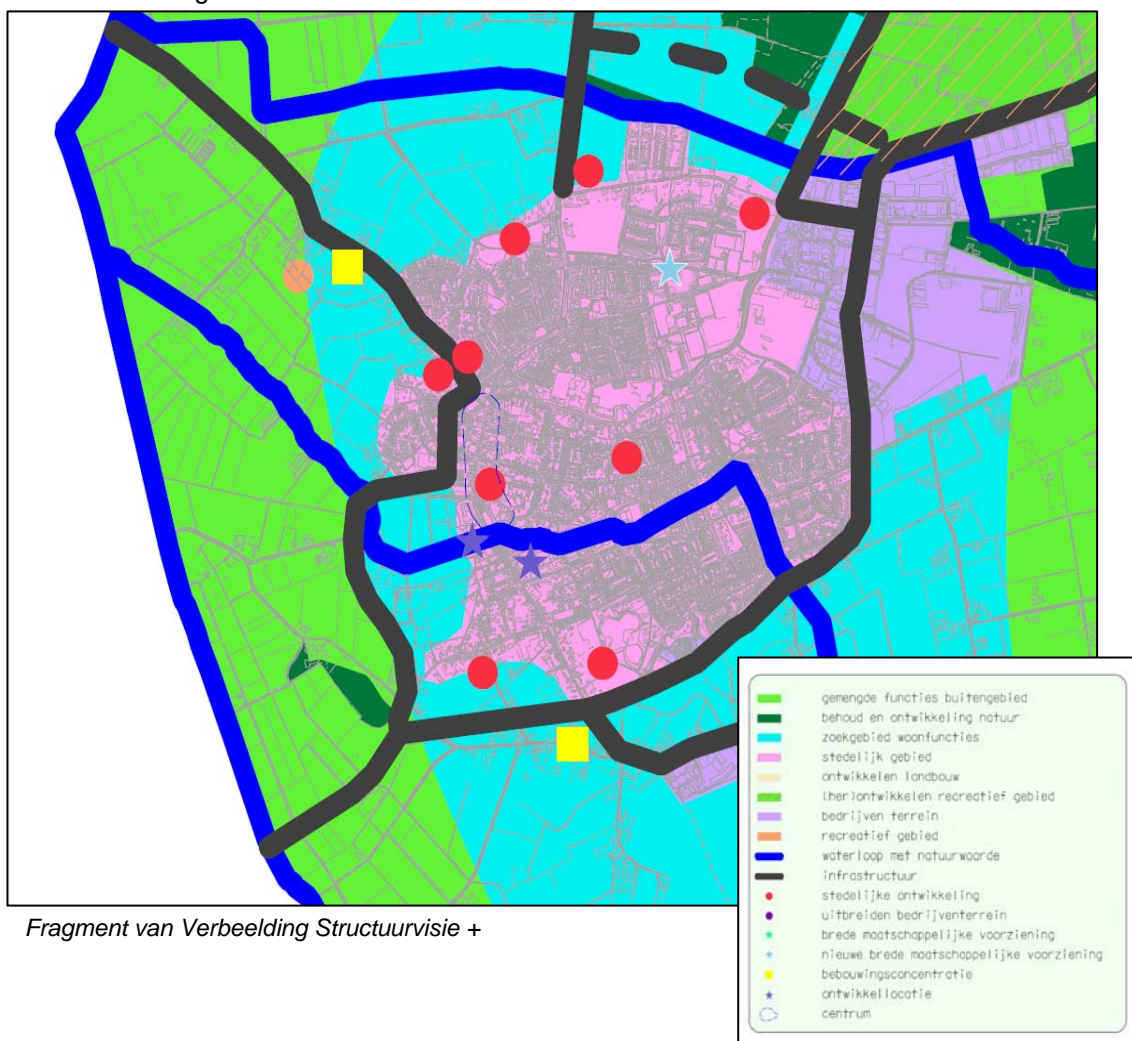 gemengde functies buitengebied
behoud en ontwikkeling natuur
zoekgebied woonfuncties
stedelijk gebied
ontwikkelen landbouw
(her)ontwikkelen recreatief gebied
bedrijven terrein
recreatief gebied
waterloop met natuurwaarde
infrastructuur
stedelijke ontwikkeling
uitbreiden bedrijventerrein
brede maatschappelijke voorziening
nieuwe brede maatschappelijke voorziening
bebouwingsconcentratie
ontwikkellocatie
centrum
Fragment van Verbeelding Structuurvisie +